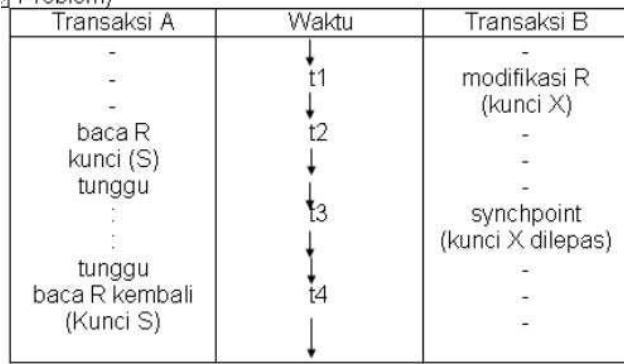 Problem)
Transaksi A Waktu Transaksi B
- -
- t1 modifikasi R
- (kunci X)
baca R t2 -
kunci (S) -
tunggu -
: t3 synchpoint
: (kunci X dilepas)
tunggu -
baca R kembali t4 -
(Kunci S) -